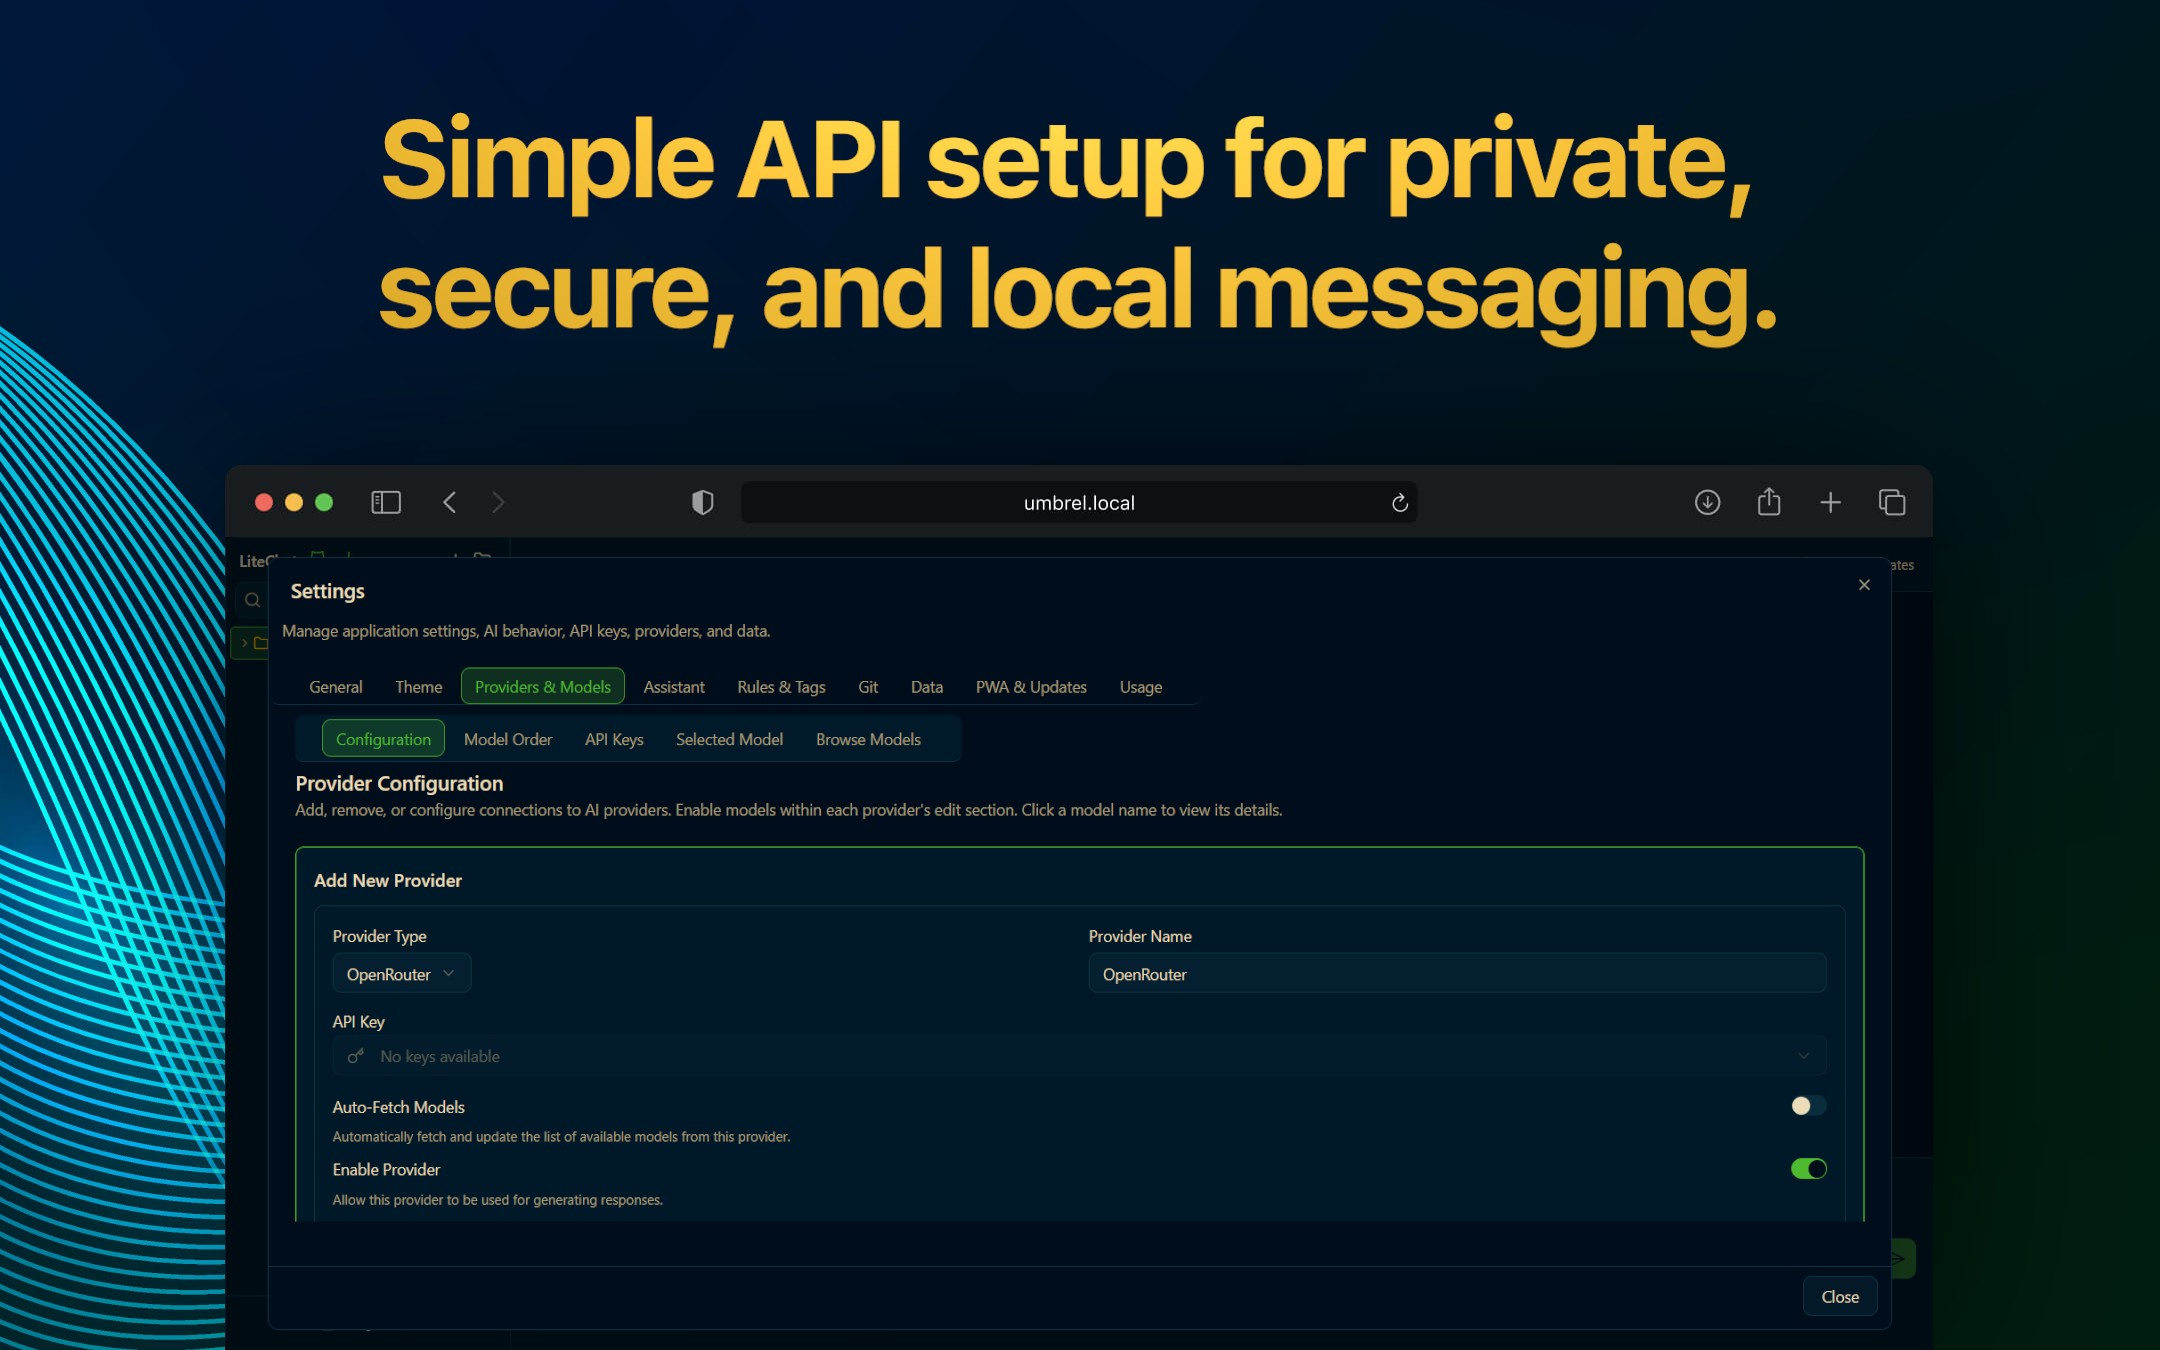 Simple API setup for private,
secure, and local messaging.
umbrel.local
Settings
Manage application settings, AI behavior, API keys, providers, and data.
General Theme Providers & Models Assistant Rules & Tags Git Data PWA & Updates Usage
Configuration Model Order API Keys Selected Model Browse Models
Provider Configuration
Add, remove, or configure connections to AI providers. Enable models within each provider's edit section. Click a model name to view its details.
Add New Provider
Provider Type Provider Name
OpenRouter OpenRouter
API Key
No keys available
Auto-Fetch Models
Automatically fetch and update the list of available models from this provider.
Enable Provider
Allow this provider to be used for generating responses.
Close